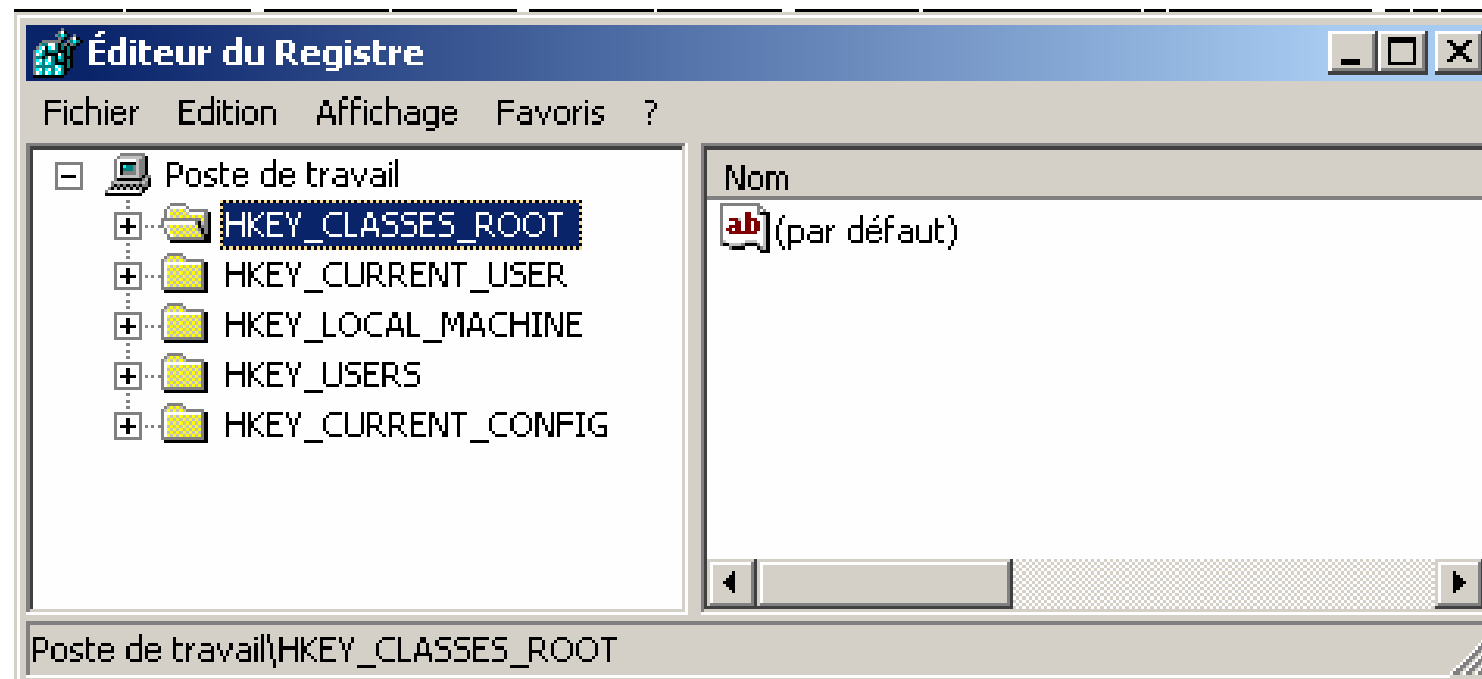 Éditeur du Registre
Fichier Edition Affichage Favoris ?
Poste de travail
HKEY_CLASSES_ROOT
HKEY_CURRENT_USER
HKEY_LOCAL_MACHINE
HKEY_USERS
HKEY_CURRENT_CONFIG
Nom
ab (par défaut)
Poste de travail\HKEY_CLASSES_ROOT